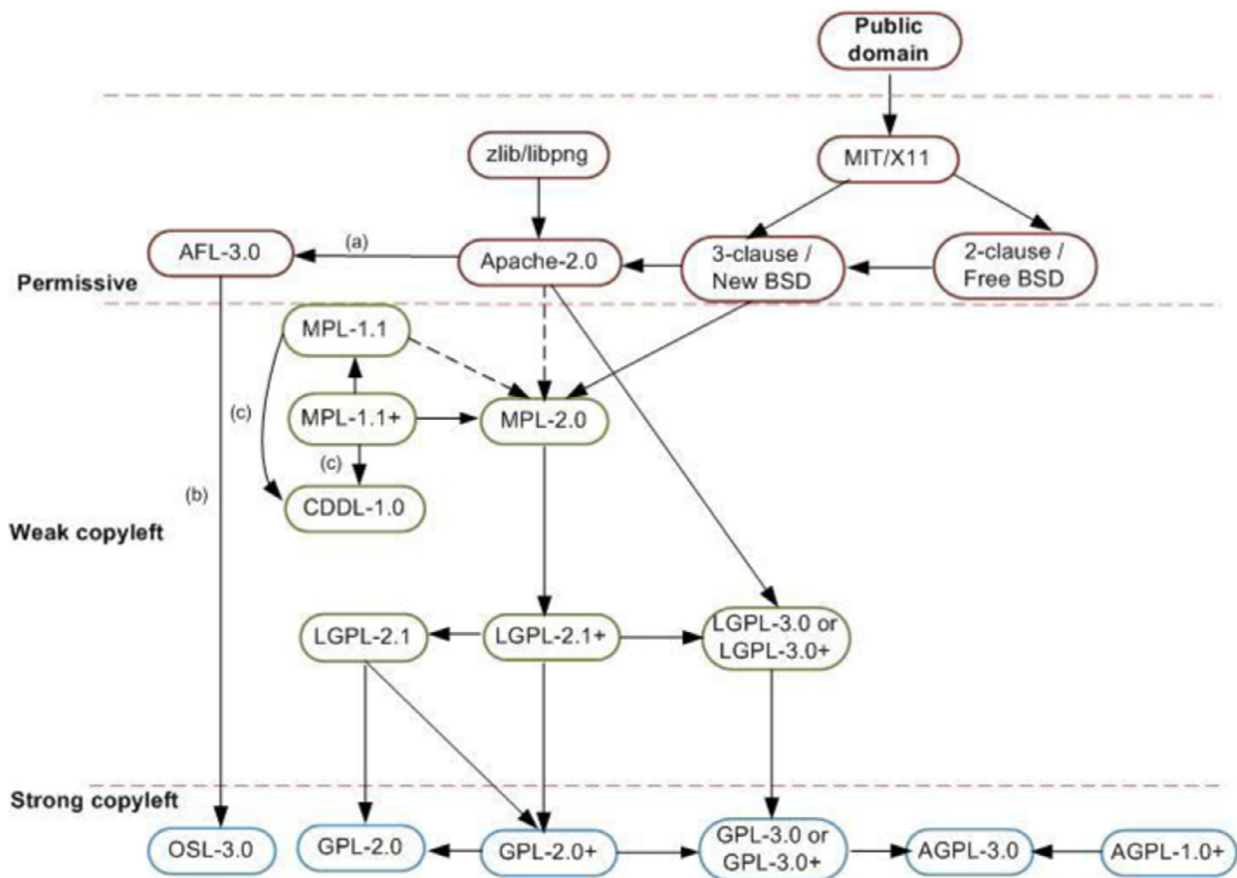 Public
domain
zlib/libpng
MIT/X11
AFL-3.0
(a)
Apache-2.0
3-clause /
New BSD
2-clause /
Free BSD
Permissive
MPL-1.1
(c)
MPL-1.1+
MPL-2.0
(c)
(b)
CDDL-1.0
Weak copyleft
LGPL-2.1
LGPL-2.1+
LGPL-3.0 or
LGPL-3.0+
Strong copyleft
OSL-3.0
GPL-2.0
GPL-2.0+
GPL-3.0 or
GPL-3.0+
AGPL-3.0
AGPL-1.0+